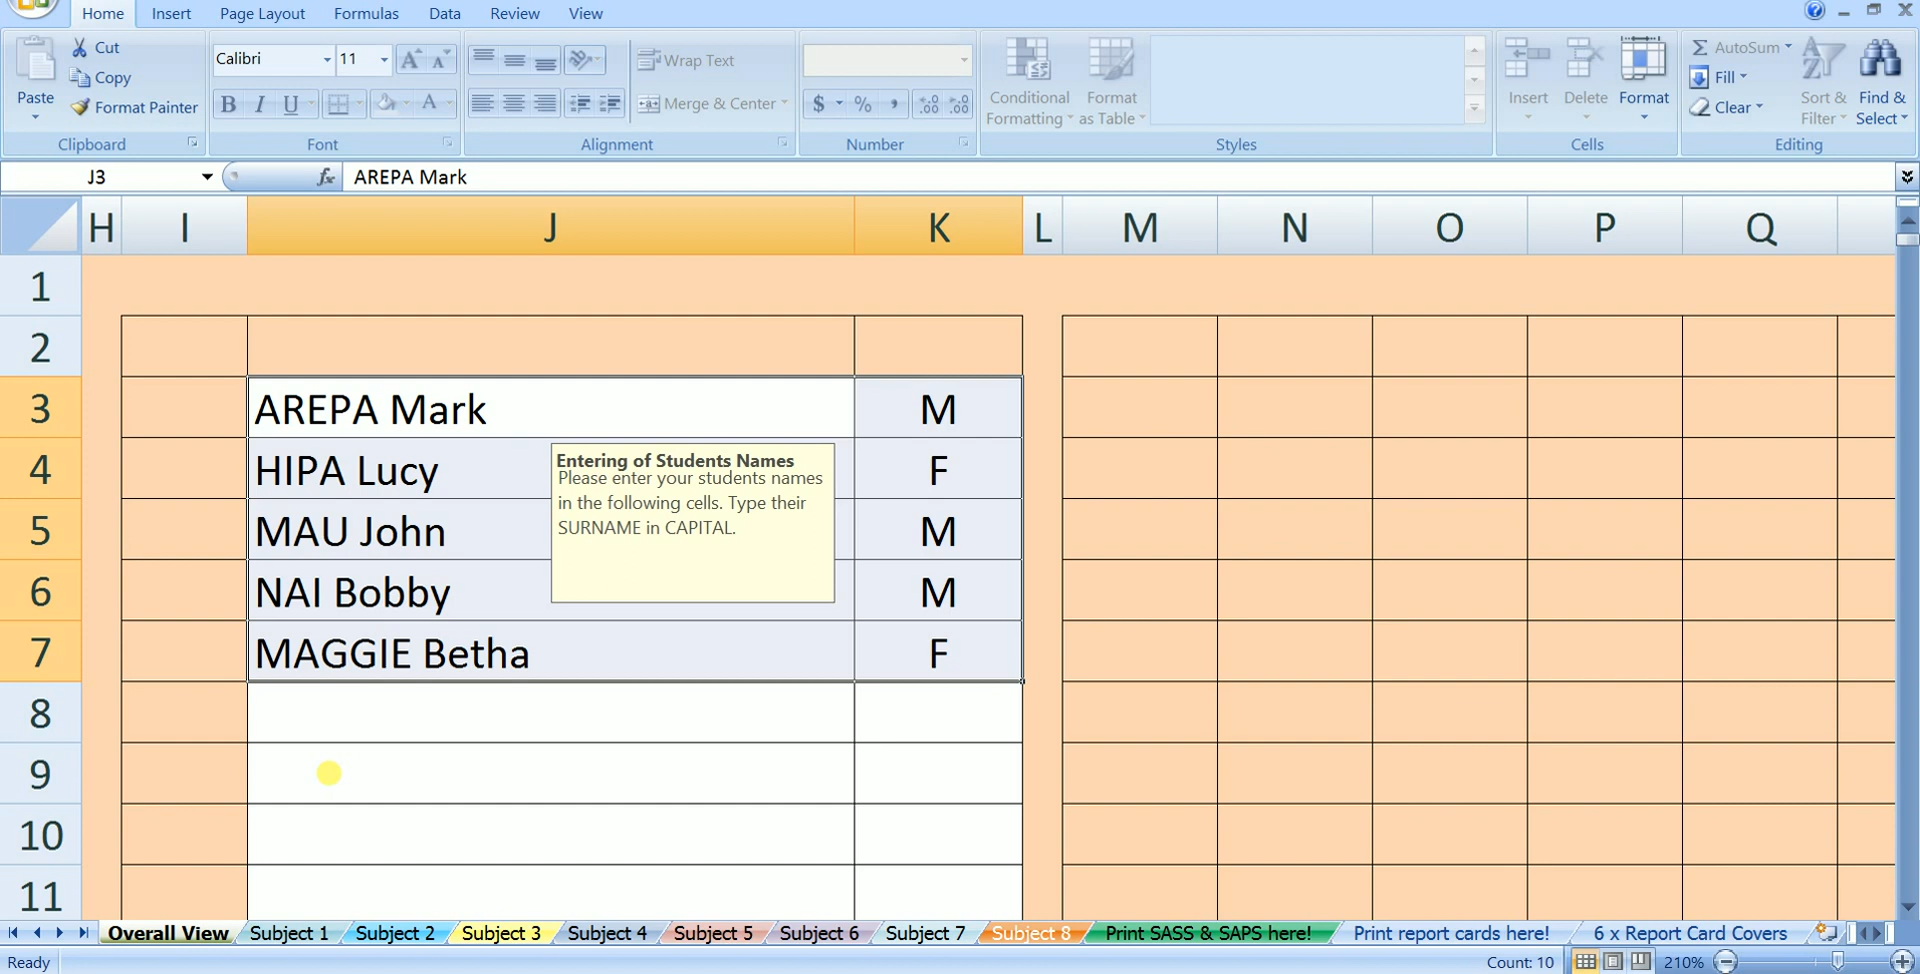 Home Insert Page Layout Formulas Data Review View
Paste
Cut
Copy
Format Painter
Clipboard
Calibri 11
B I U A
Font
Wrap Text
Merge & Center
Alignment
$ % ,
Number
Conditional Formatting
Format as Table
Styles
Insert Delete Format
Cells
Σ AutoSum
Fill
Clear
Sort & Filter
Find & Select
Editing
J3 fx AREPA Mark
H I J K L M N O P Q
1
2
3 AREPA Mark M
4 HIPA Lucy F
5 MAU John M
6 NAI Bobby M
7 MAGGIE Betha F
8
9
10
11
Entering of Students Names
Please enter your students names
in the following cells. Type their
SURNAME in CAPITAL.
Overall View Subject 1 Subject 2 Subject 3 Subject 4 Subject 5 Subject 6 Subject 7 Subject 8 Print SASS & SAPS here! Print report cards here! 6 x Report Card Covers
Ready Count: 10 210%